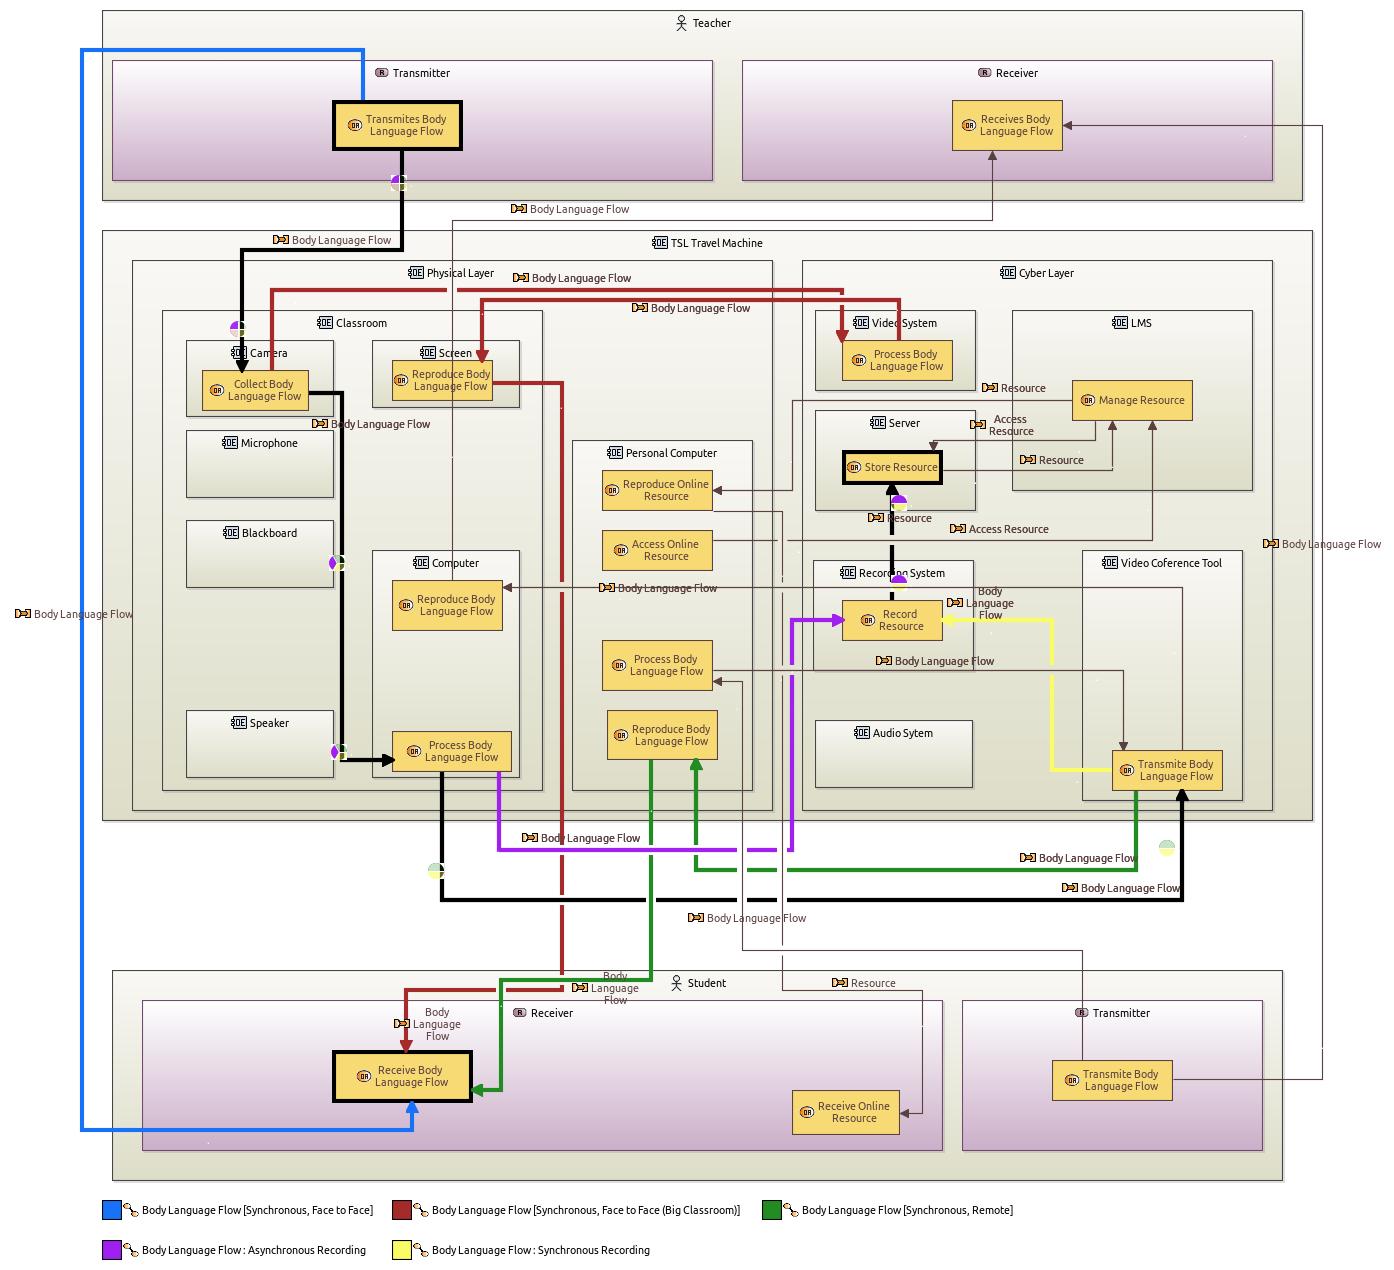 Teacher
Transmitter
Receiver
Transmites Body
Language Flow
Receives Body
Language Flow
Body Language Flow
Body Language Flow
TSL Travel Machine
Physical Layer
Body Language Flow
Cyber Layer
Body Language Flow
Classroom
Video System
LMS
Camera
Screen
Process Body
Language Flow
Collect Body
Language Flow
Reproduce Body
Language Flow
Resource
Manage Resource
Body Language Flow
Server
Access
Resource
Microphone
Personal Computer
Resource
Store Resource
Reproduce Online
Resource
Resource
Access Resource
Blackboard
Access Online
Resource
Body Language Flow
Computer
Recording System
Video Coference Tool
Body Language Flow
Body
Language
Flow
Reproduce Body
Language Flow
Body Language Flow
Record
Resource
Process Body
Language Flow
Body Language Flow
Speaker
Reproduce Body
Language Flow
Audio Sytem
Process Body
Language Flow
Transmite Body
Language Flow
Body Language Flow
Body Language Flow
Body Language Flow
Body Language Flow
Student
Body
Language
Flow
Resource
Receiver
Transmitter
Body
Language
Flow
Receive Body
Language Flow
Transmite Body
Language Flow
Receive Online
Resource
Body Language Flow [Synchronous, Face to Face]
Body Language Flow [Synchronous, Face to Face (Big Classroom)]
Body Language Flow [Synchronous, Remote]
Body Language Flow : Asynchronous Recording
Body Language Flow : Synchronous Recording